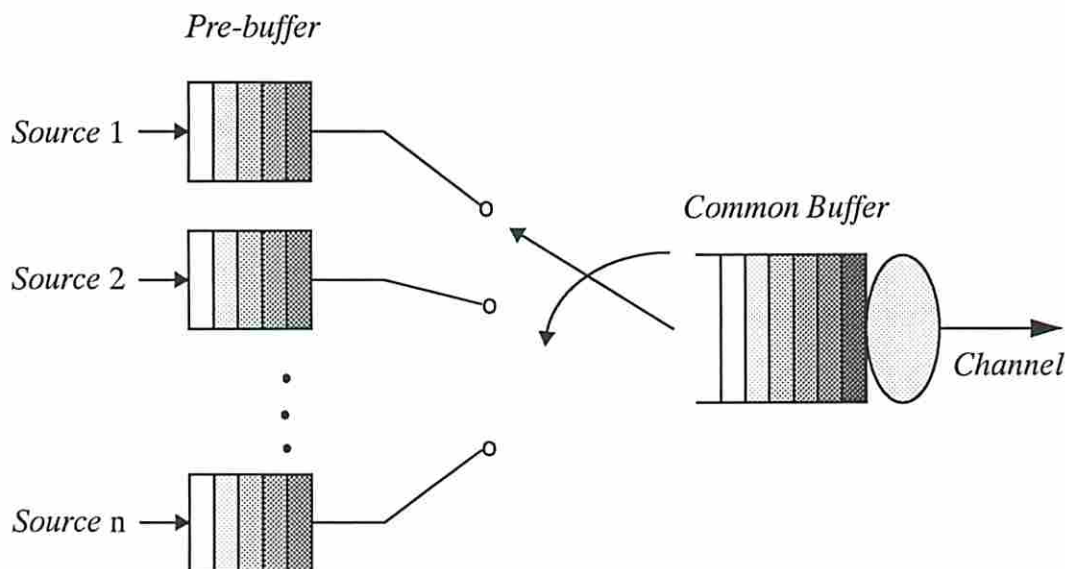 Pre-buffer
Source 1
Common Buffer
Source 2
Channel
Source n